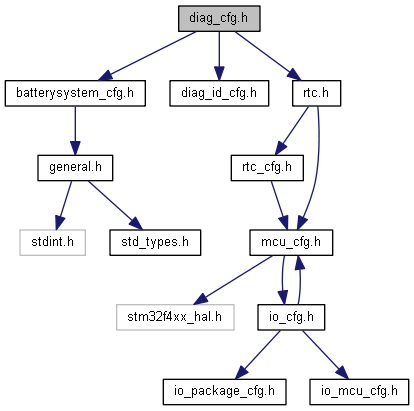 diag_cfg.h
batterysystem_cfg.h
diag_id_cfg.h
rtc.h
general.h
rtc_cfg.h
stdint.h
std_types.h
mcu_cfg.h
stm32f4xx_hal.h
io_cfg.h
io_package_cfg.h
io_mcu_cfg.h